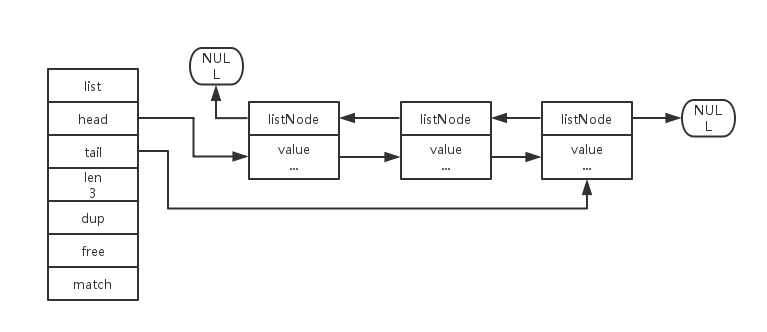 list
head
tail
len
3
dup
free
match
NUL
L
listNode
value
...
listNode
value
...
listNode
value
...
NUL
L